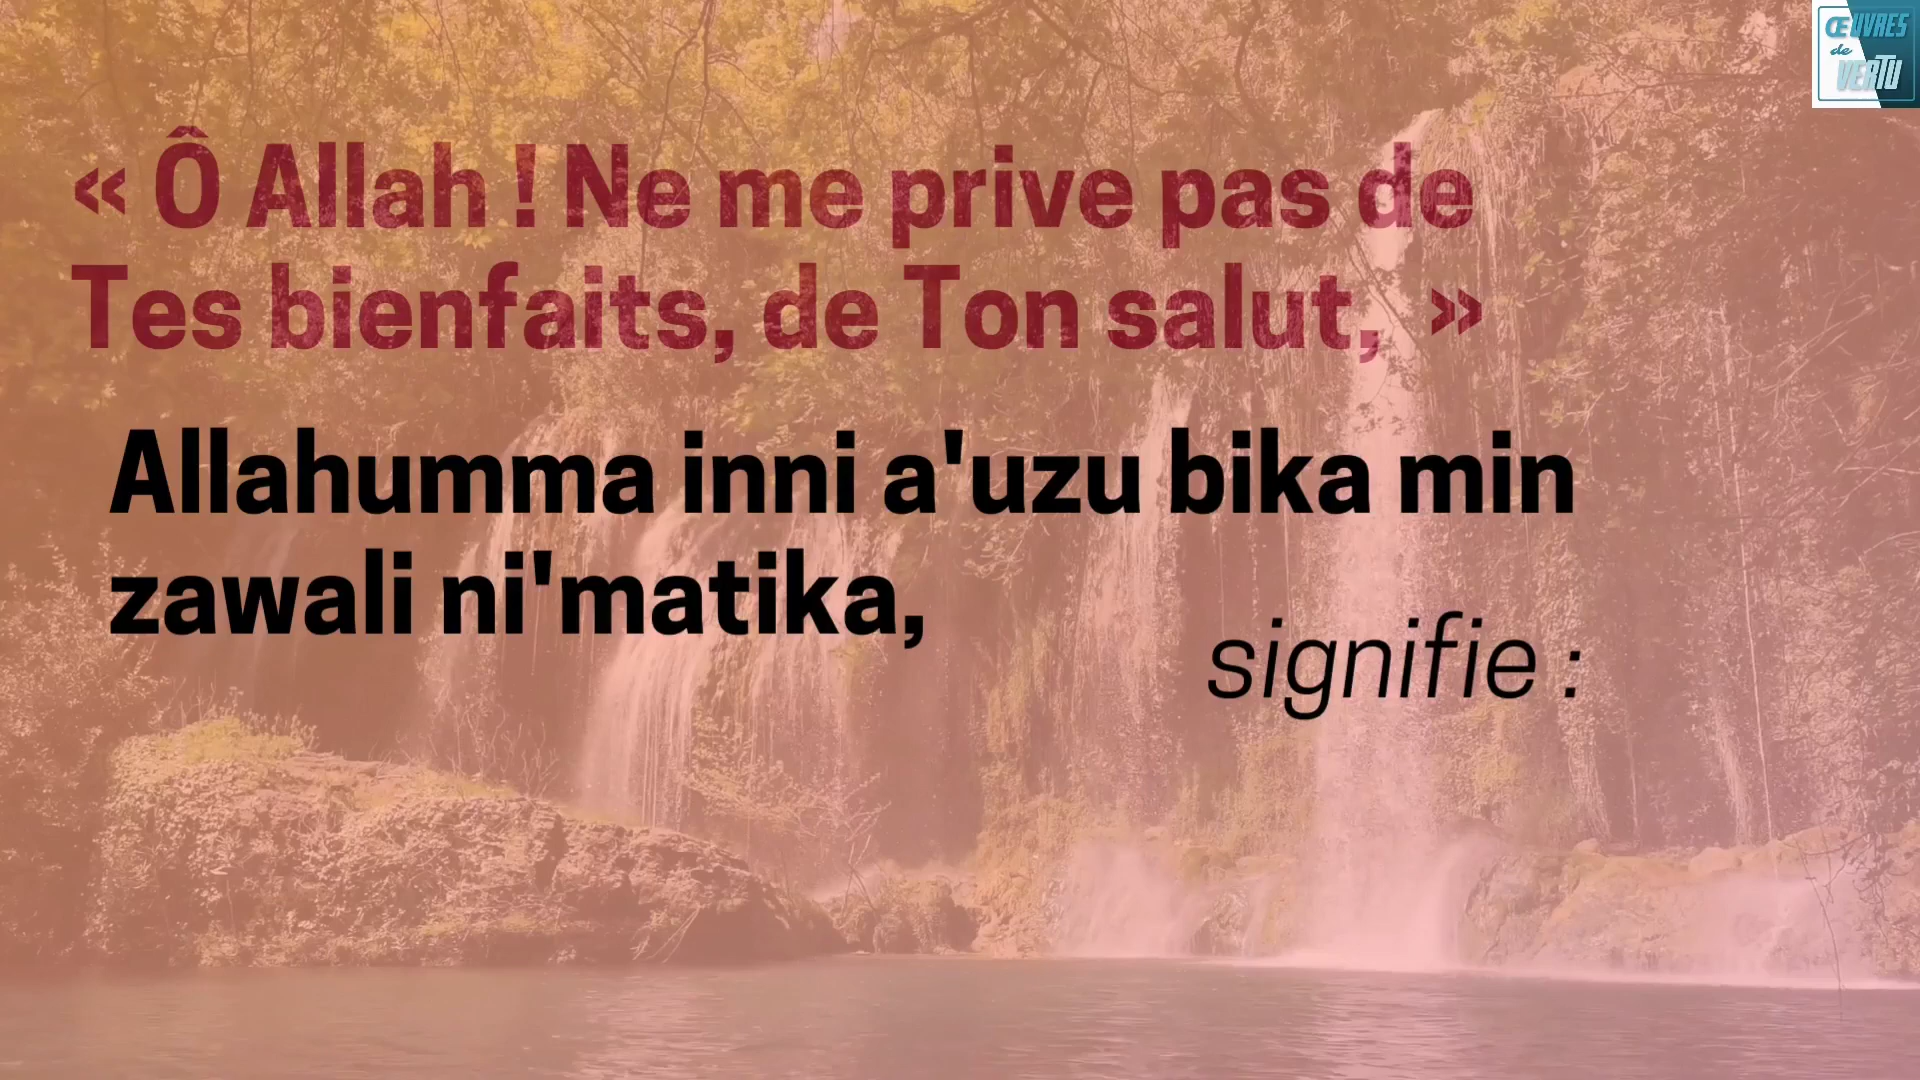 ŒUVRES
de
VERTU
« Ô Allah ! Ne me prive pas de
Tes bienfaits, de Ton salut, »
Allahumma inni a'uzu bika min
zawali ni'matika,
signifie :